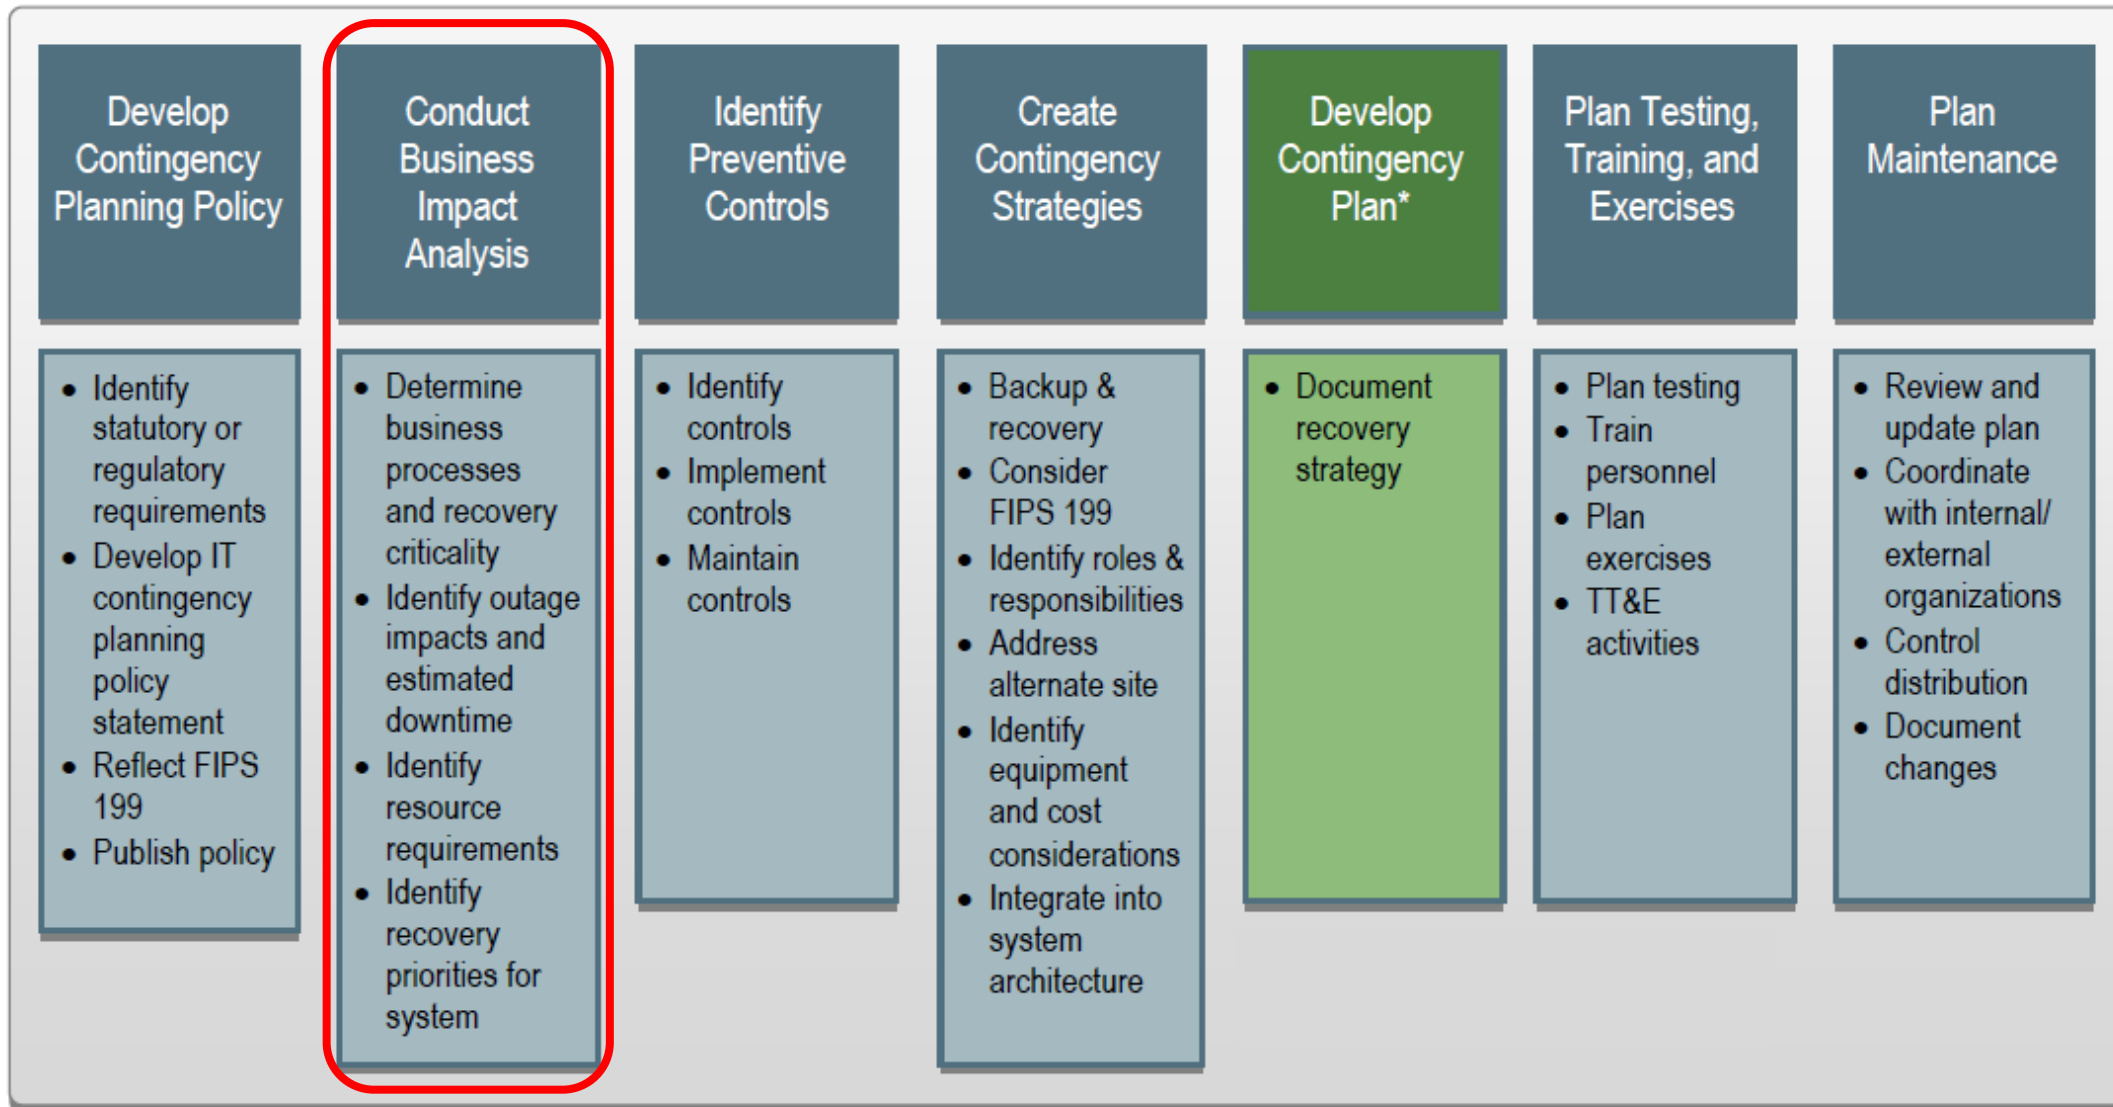 Develop
Contingency
Planning Policy
Conduct
Business
Impact
Analysis
Identify
Preventive
Controls
Create
Contingency
Strategies
Develop
Contingency
Plan*
Plan Testing,
Training, and
Exercises
Plan
Maintenance
• Identify
statutory or
regulatory
requirements
• Develop IT
contingency
planning
policy
statement
• Reflect FIPS
199
• Publish policy
• Determine
business
processes
and recovery
criticality
• Identify outage
impacts and
estimated
downtime
• Identify
resource
requirements
• Identify
recovery
priorities for
system
• Identify
controls
• Implement
controls
• Maintain
controls
• Backup &
recovery
• Consider
FIPS 199
• Identify roles &
responsibilities
• Address
alternate site
• Identify
equipment
and cost
considerations
• Integrate into
system
architecture
• Document
recovery
strategy
• Plan testing
• Train
personnel
• Plan
exercises
• TT&E
activities
• Review and
update plan
• Coordinate
with internal/
external
organizations
• Control
distribution
• Document
changes